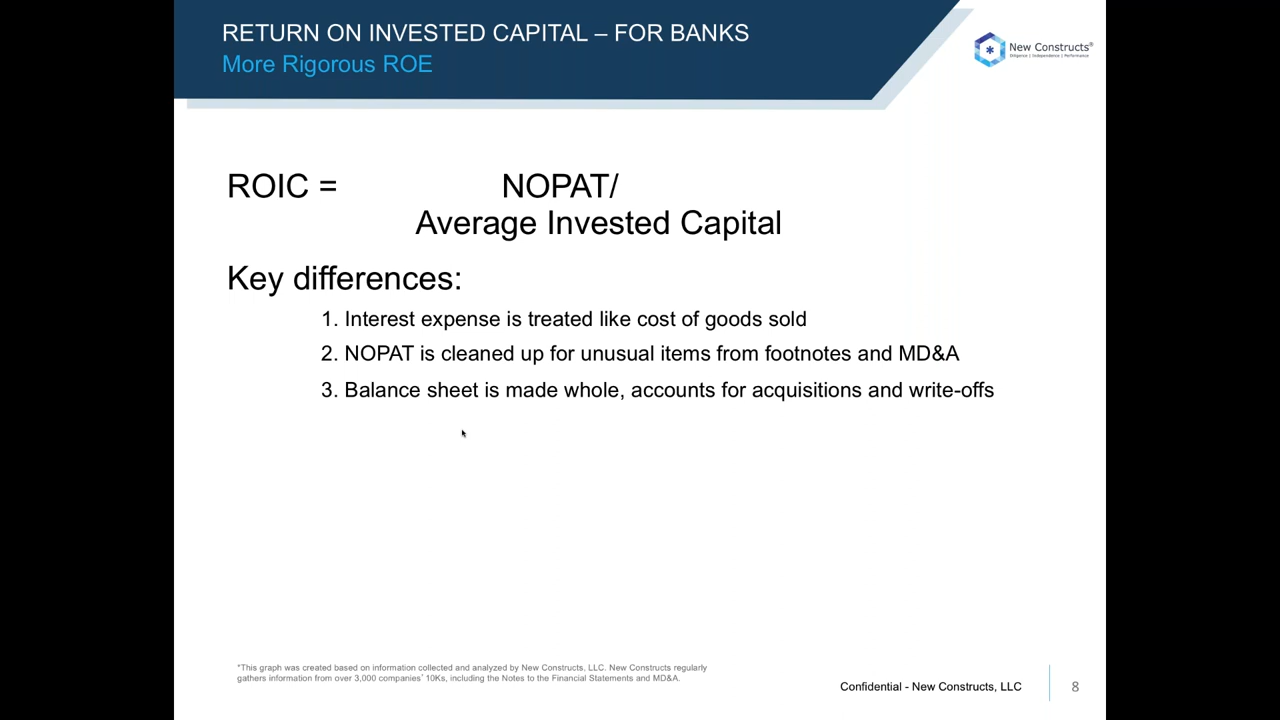 RETURN ON INVESTED CAPITAL – FOR BANKS
More Rigorous ROE
New Constructs®
Diligence | Independence | Performance
ROIC = NOPAT/
Average Invested Capital
Key differences:
1. Interest expense is treated like cost of goods sold
2. NOPAT is cleaned up for unusual items from footnotes and MD&A
3. Balance sheet is made whole, accounts for acquisitions and write-offs
*This graph was created based on information collected and analyzed by New Constructs, LLC. New Constructs regularly
gathers information from over 3,000 companies' 10Ks, including the Notes to the Financial Statements and MD&A.
Confidential - New Constructs, LLC
8